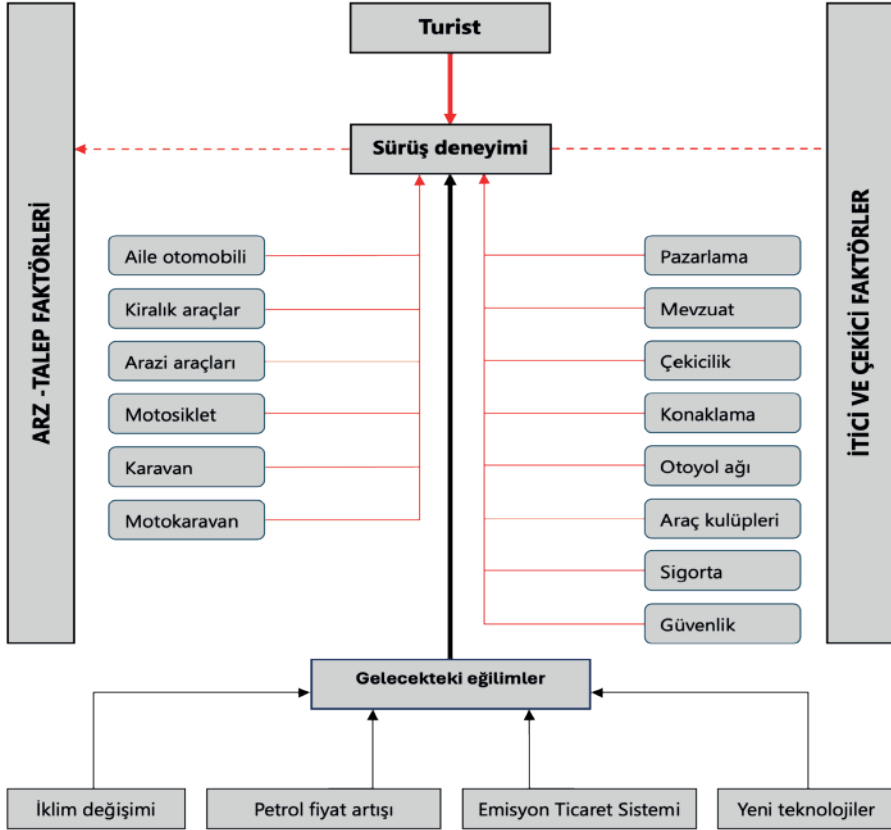 Turist
Sürüş deneyimi
ARZ -TALEP FAKTÖRLERİ
İTİCİ VE ÇEKİCİ FAKTÖRLER
Aile otomobili
Kiralık araçlar
Arazi araçları
Motosiklet
Karavan
Motokaravan
Pazarlama
Mevzuat
Çekicilik
Konaklama
Otoyol ağı
Araç kulüpleri
Sigorta
Güvenlik
Gelecekteki eğilimler
İklim değişimi
Petrol fiyat artışı
Emisyon Ticaret Sistemi
Yeni teknolojiler